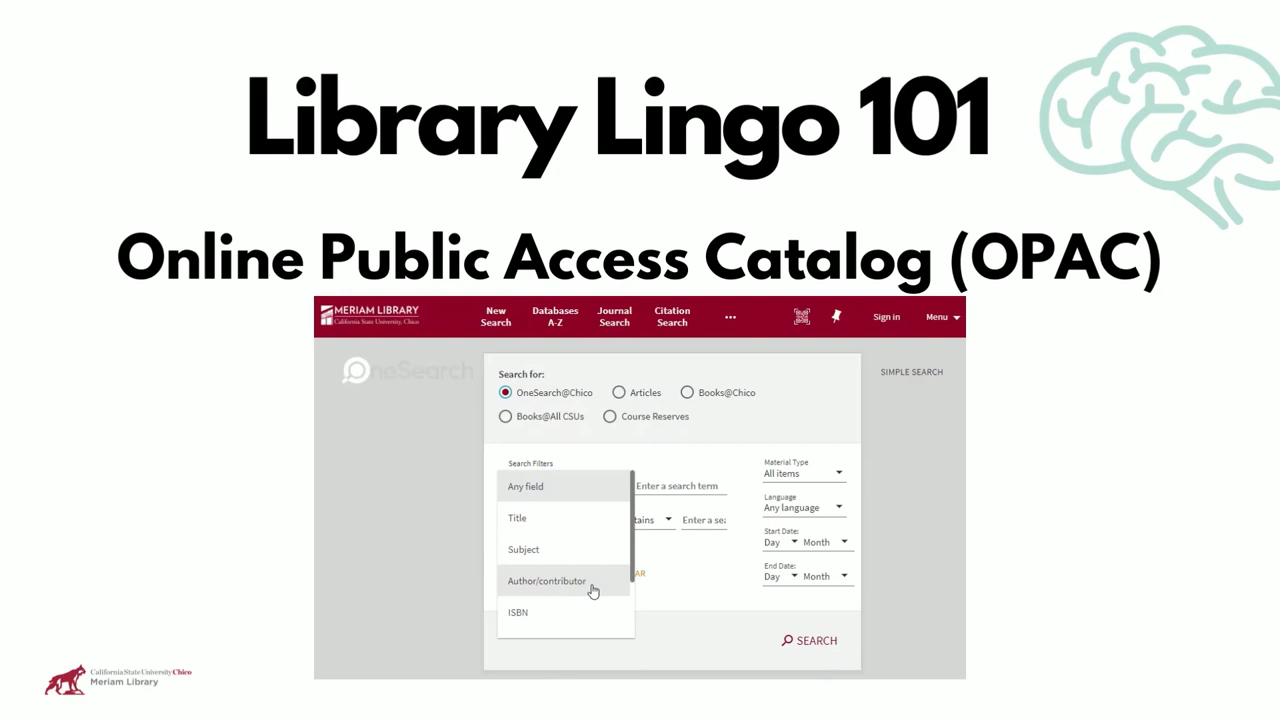 Library Lingo 101
Online Public Access Catalog (OPAC)
MERIAM LIBRARY
California State University, Chico
New Search
Databases A-Z
Journal Search
Citation Search
...
Sign in
Menu
OneSearch
SIMPLE SEARCH
Search for:
OneSearch@Chico
Articles
Books@Chico
Books@All CSUs
Course Reserves
Search Filters
Any field
Title
Subject
Author/contributor
ISBN
Enter a search term
tains
Enter a sea
AR
Material Type
All items
Language
Any language
Start Date:
Day Month
End Date:
Day Month
SEARCH
California State University Chico
Meriam Library